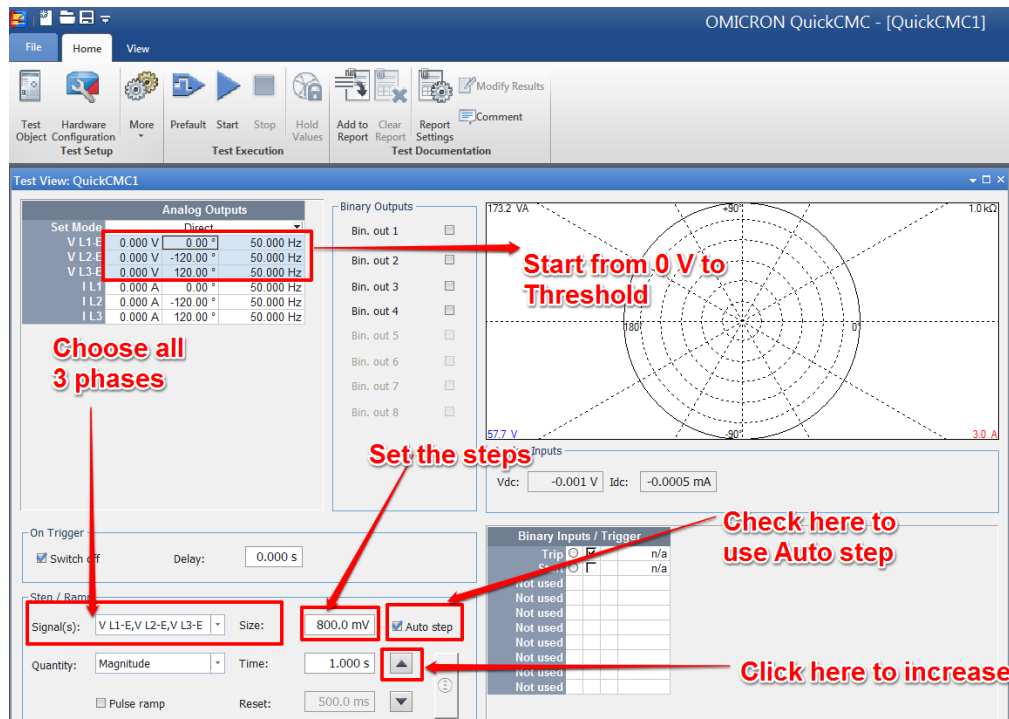 OMICRON QuickCMC - [QuickCMC1]
File Home View
Test Object
Hardware Configuration
More
Prefault
Start
Stop
Hold Values
Add to Report
Clear Report
Report Settings
Modify Results
Comment
Test Setup
Test Execution
Test Documentation
Test View: QuickCMC1
Analog Outputs
Set Mode Direct
V L1-E 0.000 V 0.00 ° 50.000 Hz
V L2-E 0.000 V -120.00 ° 50.000 Hz
V L3-E 0.000 V 120.00 ° 50.000 Hz
I L1 0.000 A 0.00 ° 50.000 Hz
I L2 0.000 A -120.00 ° 50.000 Hz
I L3 0.000 A 120.00 ° 50.000 Hz
Choose all
3 phases
Binary Outputs
Bin. out 1
Bin. out 2
Bin. out 3
Bin. out 4
Bin. out 5
Bin. out 6
Bin. out 7
Bin. out 8
173.2 VA +90° 1.0 kΩ
Start from 0 V to
Threshold
180° 0°
57.7 V -90° 3.0 A
Set the steps
Inputs
Vdc: -0.001 V Idc: -0.0005 mA
Check here to
use Auto step
On Trigger
Switch off Delay: 0.000 s
Binary Inputs / Trigger
Trip n/a
Start n/a
Not used
Not used
Not used
Not used
Not used
Not used
Not used
Not used
Step / Ramp
Signal(s): V L1-E,V L2-E,V L3-E Size: 800.0 mV Auto step
Quantity: Magnitude Time: 1.000 s
Click here to increase
Pulse ramp Reset: 500.0 ms